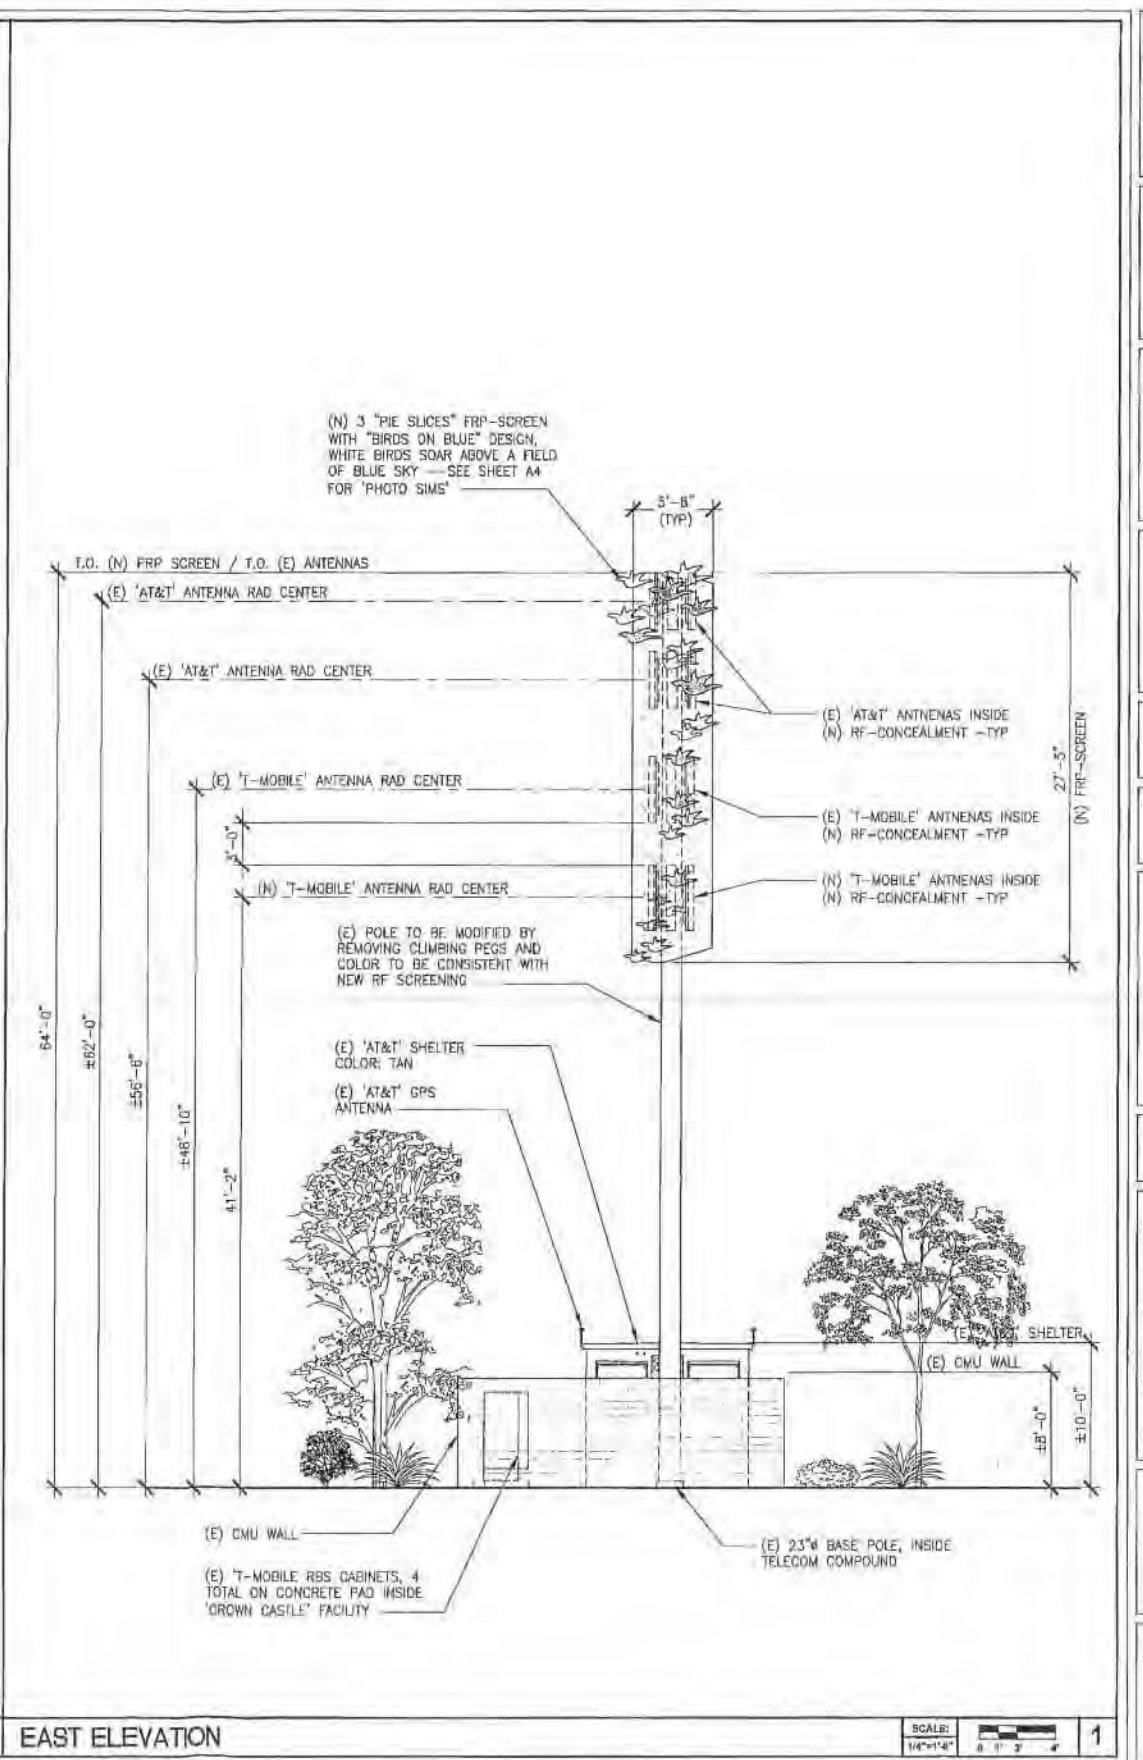 (N) 3 "PIE SLICES" FRP-SCREEN
WITH "BIRDS ON BLUE" DESIGN,
WHITE BIRDS SOAR ABOVE A FIELD
OF BLUE SKY -- SEE SHEET A4
FOR 'PHOTO SIMS'
(TYP)
T.O. (N) FRP SCREEN / T.O. (E) ANTENNAS
(E) 'AT&T' ANTENNA RAD CENTER
(E) 'AT&T' ANTENNA RAD CENTER
(E) 'AT&T' ANTNENAS INSIDE
(N) RF-CONCEALMENT -TYP
27'-5"
(N) FRP-SCREEN
(E) 'T-MOBILE' ANTENNA RAD CENTER
(E) 'T-MOBILE' ANTNENAS INSIDE
(N) RF-CONCEALMENT -TYP
3'-0"
(N) 'T-MOBILE' ANTENNA RAD CENTER
(N) 'T-MOBILE' ANTNENAS INSIDE
(N) RF-CONCEALMENT -TYP
(E) POLE TO BE MODIFIED BY
REMOVING CLIMBING PEGS AND
COLOR TO BE CONSISTENT WITH
NEW RF SCREENING
64'-0"
±62'-0"
±56'-6"
±48'-10"
41'-2"
(E) 'AT&T' SHELTER
COLOR: TAN
(E) 'AT&T' GPS
ANTENNA
(E) AT&T SHELTER
(E) CMU WALL
±8'-0"
±10'-0"
(E) CMU WALL
(E) 23"ø BASE POLE, INSIDE
TELECOM COMPOUND
(E) 'T-MOBILE RBS CABINETS, 4
TOTAL ON CONCRETE PAD INSIDE
'CROWN CASTLE' FACILITY
EAST ELEVATION
SCALE:
1/4"=1'-0"
0 1' 2' 4'
1